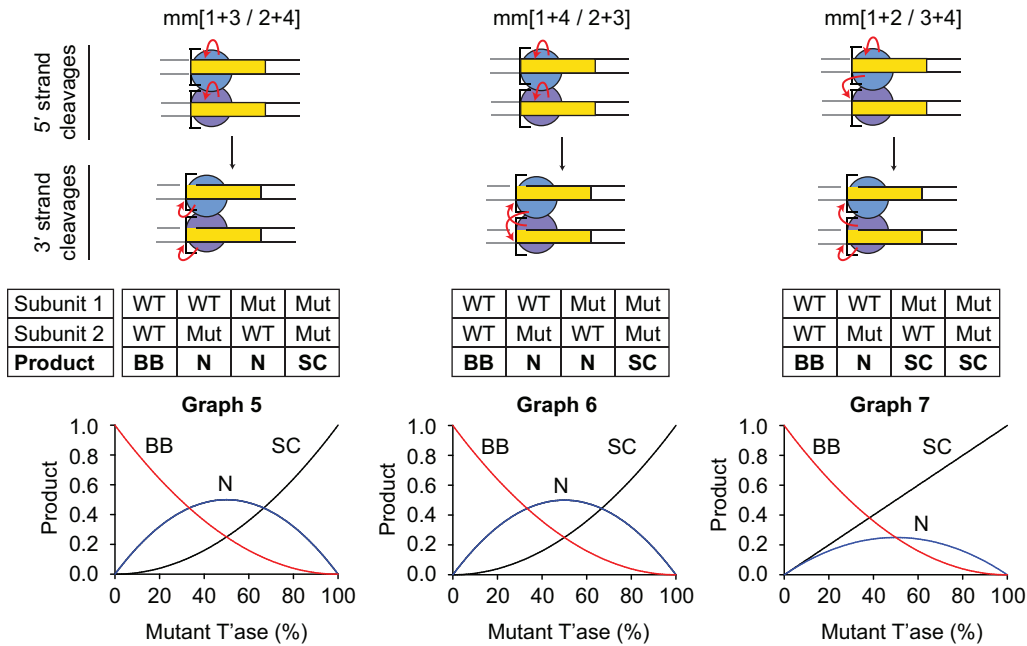 mm[1+3 / 2+4] mm[1+4 / 2+3] mm[1+2 / 3+4]
5′ strand
cleavages
3′ strand
cleavages
Subunit 1 WT WT Mut Mut
Subunit 2 WT Mut WT Mut
Product BB N N SC
WT WT Mut Mut
WT Mut WT Mut
BB N N SC
WT WT Mut Mut
WT Mut WT Mut
BB N SC SC
Graph 5
1.0
0.8
0.6
0.4
0.2
0.0
Product
BB
SC
N
0 20 40 60 80 100
Mutant T’ase (%)
Graph 6
1.0
0.8
0.6
0.4
0.2
0.0
Product
BB
SC
N
0 20 40 60 80 100
Mutant T’ase (%)
Graph 7
1.0
0.8
0.6
0.4
0.2
0.0
Product
BB
SC
N
0 20 40 60 80 100
Mutant T’ase (%)